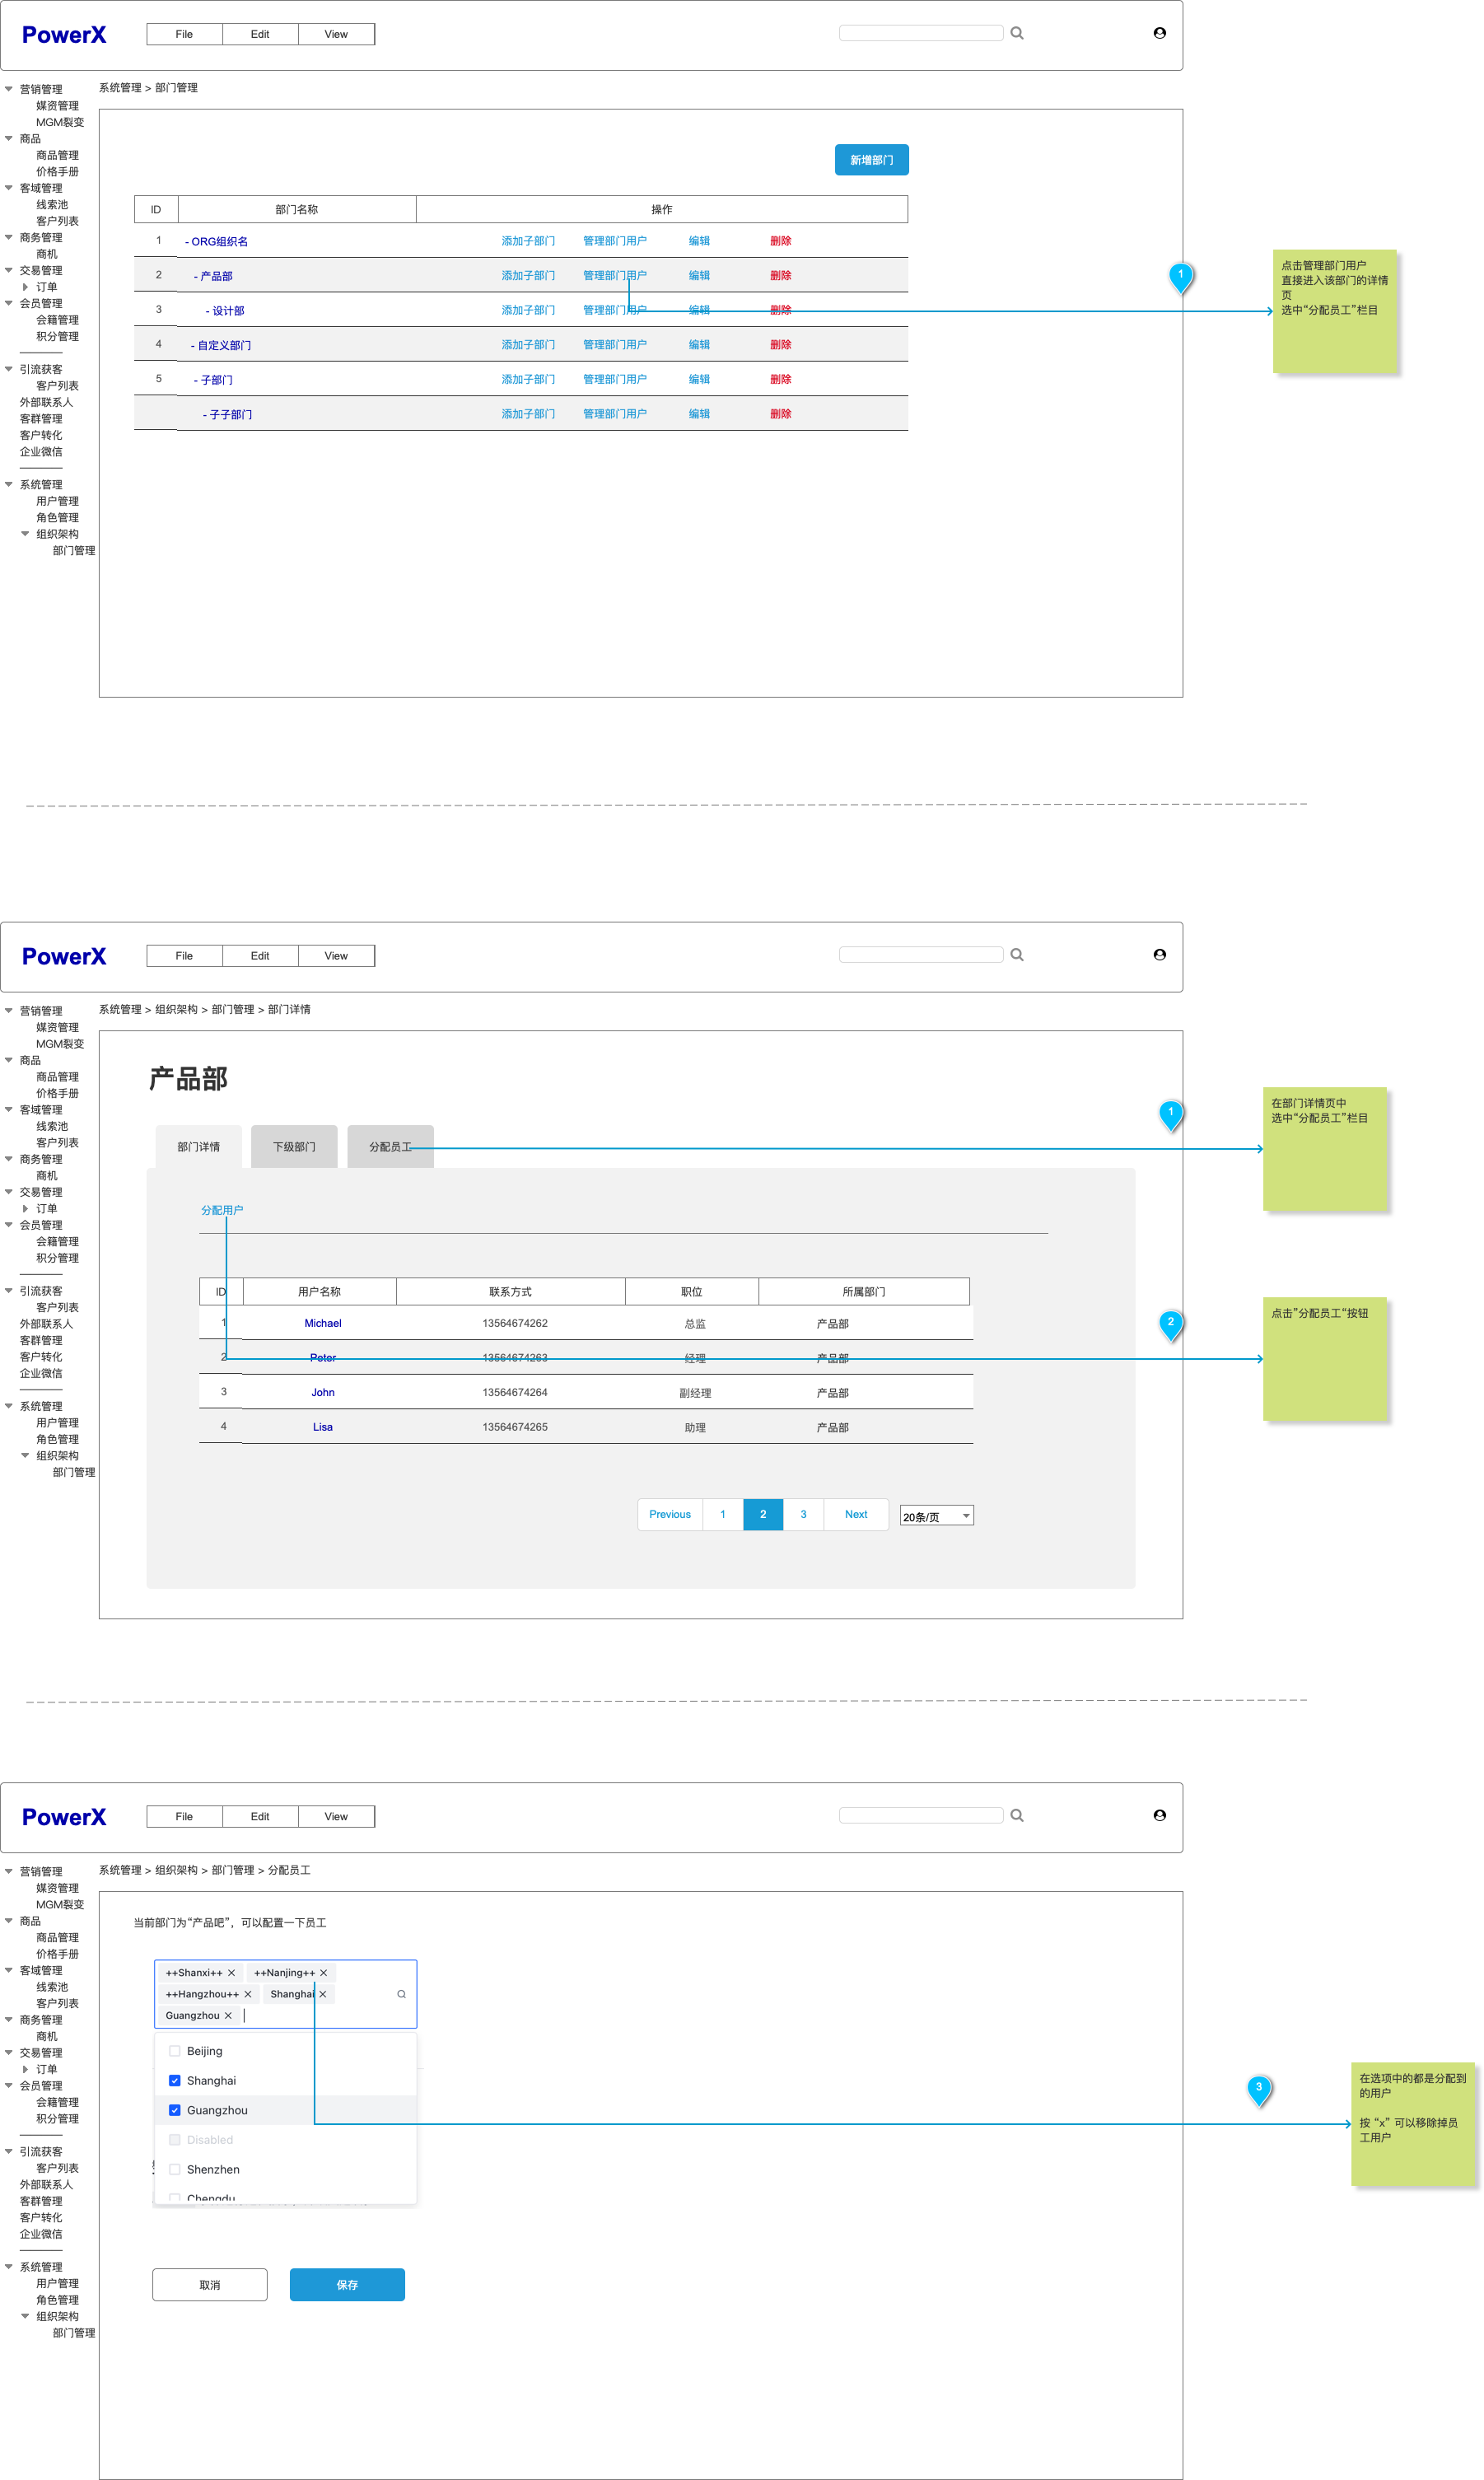 PowerX
File Edit View
系统管理 > 部门管理
营销管理
媒资管理
MGM裂变
商品
商品管理
价格手册
客域管理
线索池
客户列表
商务管理
商机
交易管理
订单
会员管理
会籍管理
积分管理
引流获客
客户列表
外部联系人
客群管理
客户转化
企业微信
系统管理
用户管理
角色管理
组织架构
部门管理
新增部门
ID 部门名称 操作
1 - ORG组织名 添加子部门 管理部门用户 编辑 删除
2 - 产品部 添加子部门 管理部门用户 编辑 删除
3 - 设计部 添加子部门 管理部门用户 编辑 删除
4 - 自定义部门 添加子部门 管理部门用户 编辑 删除
5 - 子部门 添加子部门 管理部门用户 编辑 删除
- 子子部门 添加子部门 管理部门用户 编辑 删除
1
点击管理部门用户
直接进入该部门的详情
页
选中“分配员工”栏目
PowerX
File Edit View
系统管理 > 组织架构 > 部门管理 > 部门详情
营销管理
媒资管理
MGM裂变
商品
商品管理
价格手册
客域管理
线索池
客户列表
商务管理
商机
交易管理
订单
会员管理
会籍管理
积分管理
引流获客
客户列表
外部联系人
客群管理
客户转化
企业微信
系统管理
用户管理
角色管理
组织架构
部门管理
产品部
部门详情 下级部门 分配员工
分配用户
ID 用户名称 联系方式 职位 所属部门
1 Michael 13564674262 总监 产品部
2 Peter 13564674263 经理 产品部
3 John 13564674264 副经理 产品部
4 Lisa 13564674265 助理 产品部
Previous 1 2 3 Next 20条/页
1
在部门详情页中
选中“分配员工”栏目
2
点击”分配员工“按钮
PowerX
File Edit View
系统管理 > 组织架构 > 部门管理 > 分配员工
营销管理
媒资管理
MGM裂变
商品
商品管理
价格手册
客域管理
线索池
客户列表
商务管理
商机
交易管理
订单
会员管理
会籍管理
积分管理
引流获客
客户列表
外部联系人
客群管理
客户转化
企业微信
系统管理
用户管理
角色管理
组织架构
部门管理
当前部门为“产品吧”，可以配置一下员工
++Shanxi++ ++Nanjing++
++Hangzhou++ Shanghai
Guangzhou
Beijing
Shanghai
Guangzhou
Disabled
Shenzhen
Chengdu
取消 保存
3
在选项中的都是分配到
的用户
按 “x” 可以移除掉员
工用户